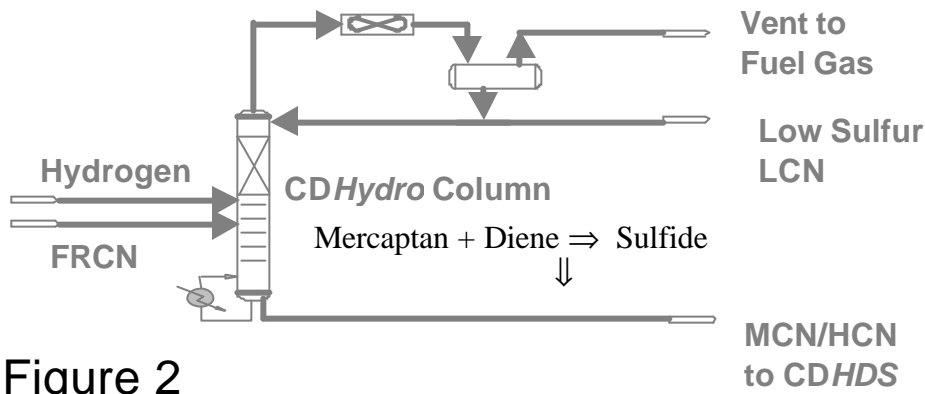 Vent to
Fuel Gas
Low Sulfur
LCN
Hydrogen
CDHydro Column
FRCN
Mercaptan + Diene ⇒ Sulfide
⇓
MCN/HCN
to CDHDS
Figure 2